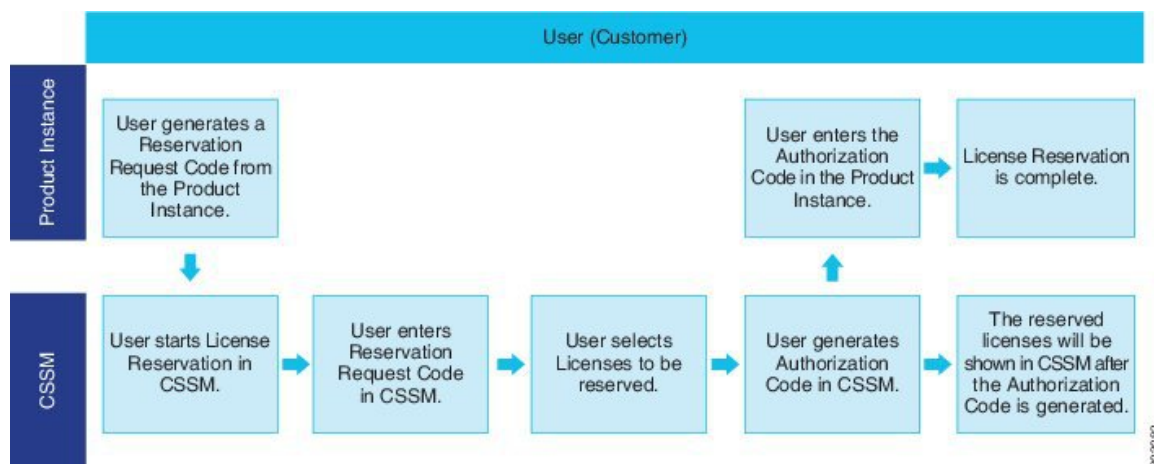 User (Customer)
Product Instance
User generates a
Reservation
Request Code from
the Product
Instance.
User enters the
Authorization
Code in the Product
Instance.
License Reservation
is complete.
CSSM
User starts License
Reservation in
CSSM.
User enters
Reservation
Request Code
in CSSM.
User selects
Licenses to be
reserved.
User generates
Authorization
Code in CSSM.
The reserved
licenses will be
shown in CSSM after
the Authorization
Code is generated.